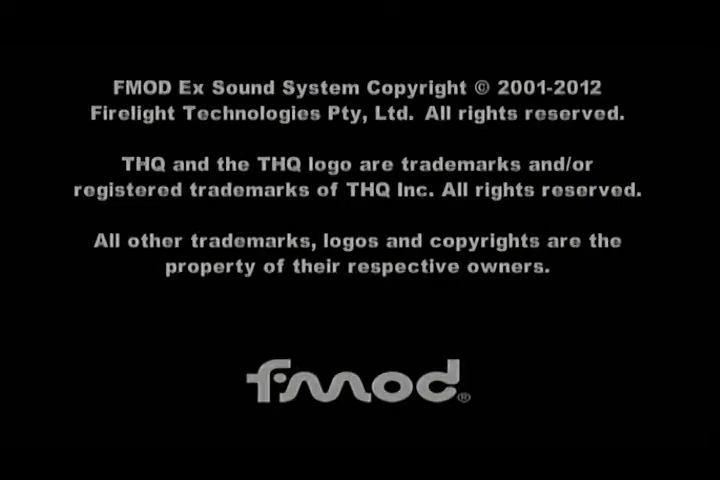 FMOD Ex Sound System Copyright © 2001-2012
Firelight Technologies Pty, Ltd. All rights reserved.
THQ and the THQ logo are trademarks and/or
registered trademarks of THQ Inc. All rights reserved.
All other trademarks, logos and copyrights are the
property of their respective owners.
fmod®